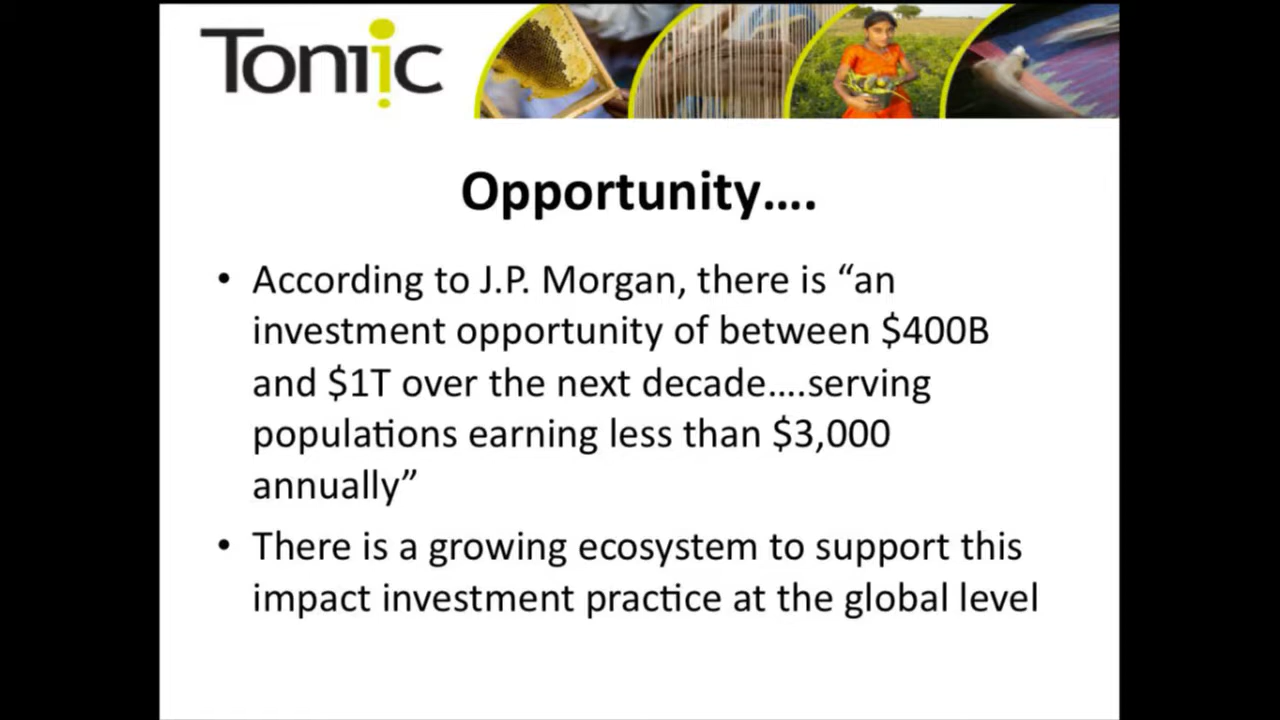 Toniic
Opportunity….
• According to J.P. Morgan, there is “an
investment opportunity of between $400B
and $1T over the next decade….serving
populations earning less than $3,000
annually”
• There is a growing ecosystem to support this
impact investment practice at the global level